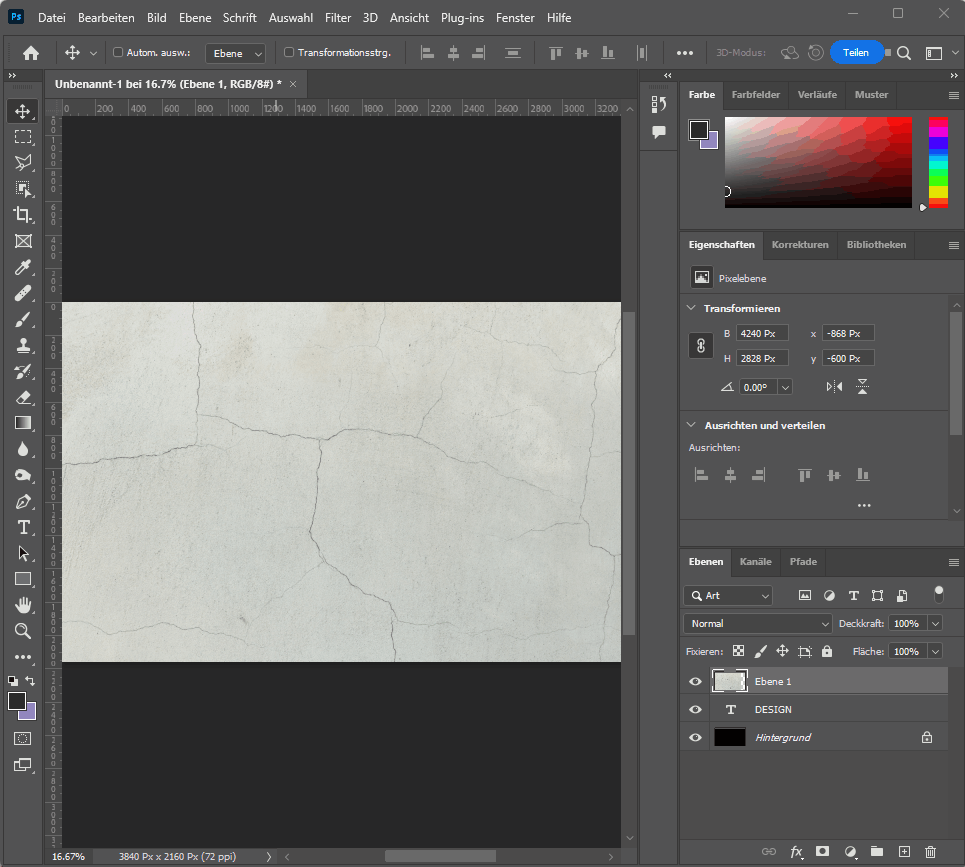 Ps Datei Bearbeiten Bild Ebene Schrift Auswahl Filter 3D Ansicht Plug-ins Fenster Hilfe
Autom. ausw.: Ebene Transformationsstrg. 3D-Modus: Teilen
Unbenannt-1 bei 16.7% (Ebene 1, RGB/8#) *
0 200 400 600 800 1000 1200 1400 1600 1800 2000 2200 2400 2600 2800 3000 3200
Farbe Farbfelder Verläufe Muster
Eigenschaften Korrekturen Bibliotheken
Pixelebene
Transformieren
B 4240 Px x -868 Px
H 2828 Px y -600 Px
0.00°
Ausrichten und verteilen
Ausrichten:
Ebenen Kanäle Pfade
Art
Normal Deckkraft: 100%
Fixieren: Fläche: 100%
Ebene 1
T DESIGN
Hintergrund
16.67% 3840 Px x 2160 Px (72 ppi)
fx